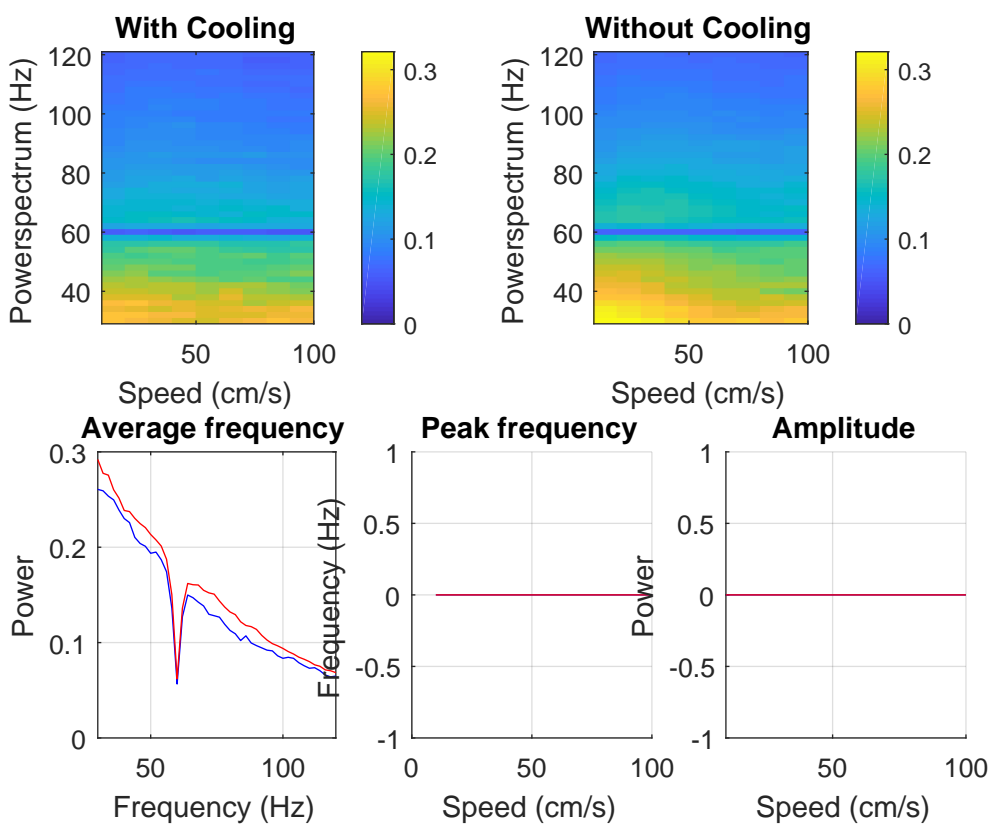 With Cooling
Powerspectrum (Hz)
120
100
80
60
40
50
100
Speed (cm/s)
0.3
0.2
0.1
0
Without Cooling
Powerspectrum (Hz)
120
100
80
60
40
50
100
Speed (cm/s)
0.3
0.2
0.1
0
Average frequency
Power
0.3
0.2
0.1
0
50
100
Frequency (Hz)
Peak frequency
Frequency (Hz)
1
0.5
0
-0.5
-1
0
50
100
Speed (cm/s)
Amplitude
Power
1
0.5
0
-0.5
-1
50
100
Speed (cm/s)